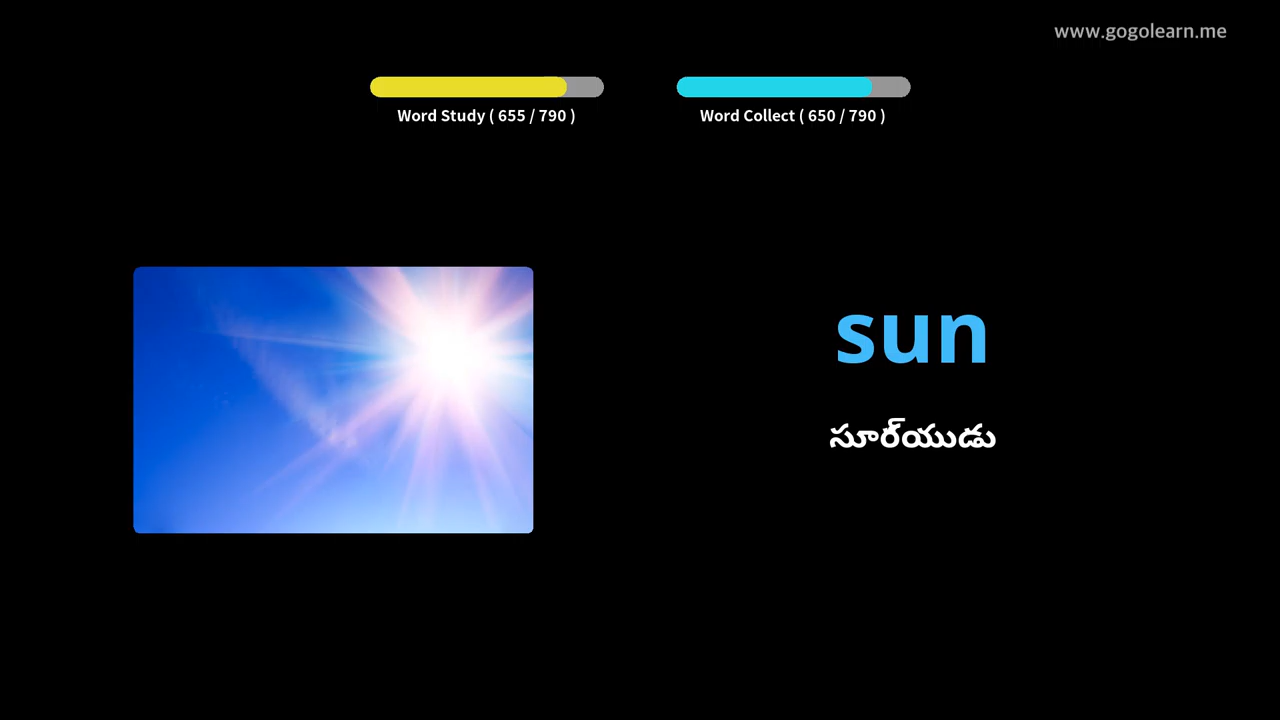 www.gogolearn.me
Word Study ( 655 / 790 )
Word Collect ( 650 / 790 )
sun
సూర్‌యుడు